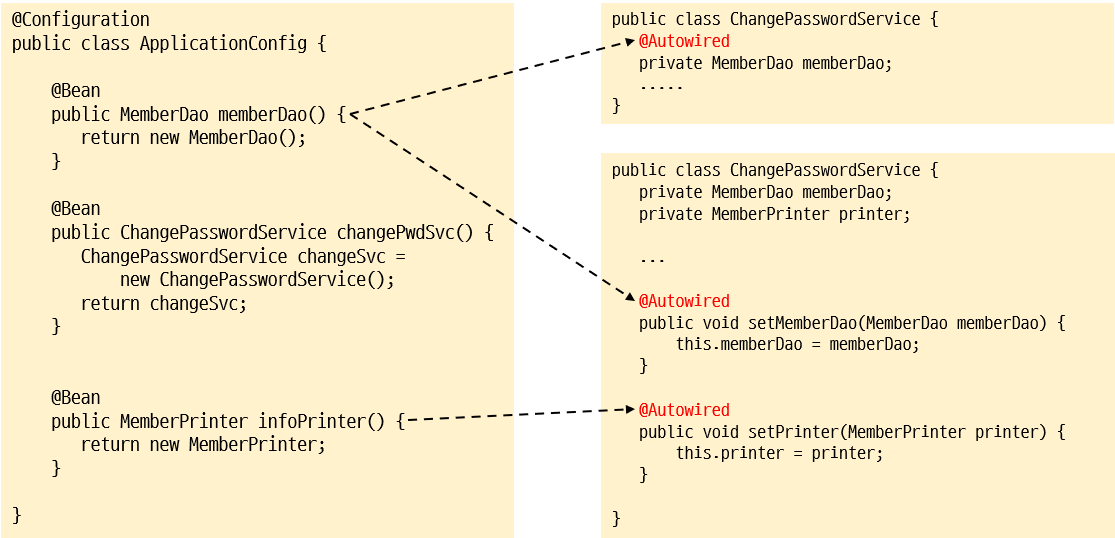 @Configuration
public class ApplicationConfig {
@Bean
public MemberDao memberDao() {
return new MemberDao();
}
@Bean
public ChangePasswordService changePwdSvc() {
ChangePasswordService changeSvc =
new ChangePasswordService();
return changeSvc;
}
@Bean
public MemberPrinter infoPrinter() {
return new MemberPrinter;
}
}
public class ChangePasswordService {
@Autowired
private MemberDao memberDao;
.....
}
public class ChangePasswordService {
private MemberDao memberDao;
private MemberPrinter printer;
...
@Autowired
public void setMemberDao(MemberDao memberDao) {
this.memberDao = memberDao;
}
@Autowired
public void setPrinter(MemberPrinter printer) {
this.printer = printer;
}
}